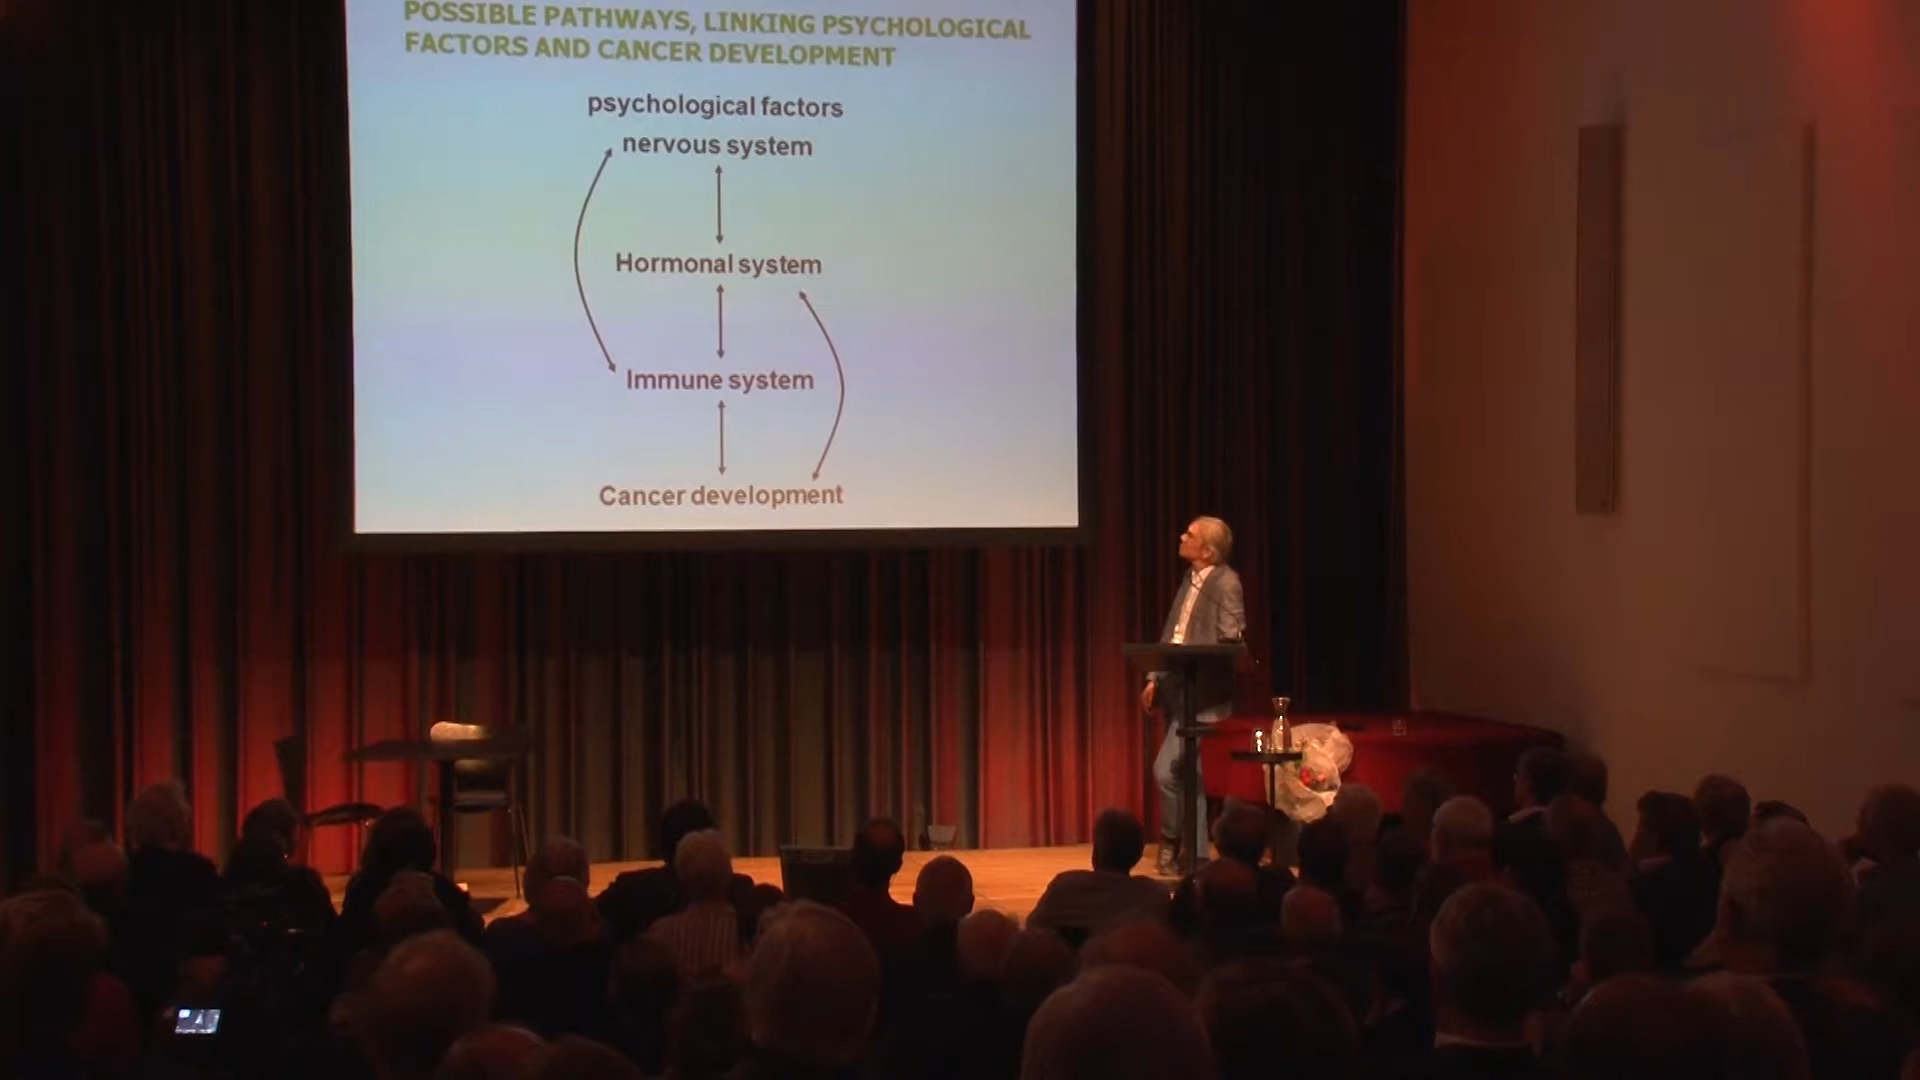 POSSIBLE PATHWAYS, LINKING PSYCHOLOGICAL
FACTORS AND CANCER DEVELOPMENT
psychological factors
nervous system
Hormonal system
Immune system
Cancer development